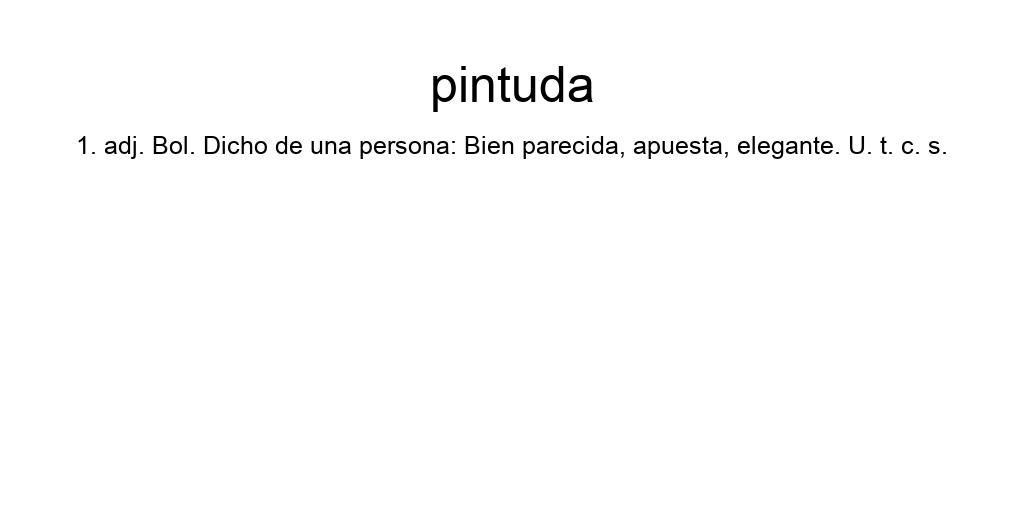 pintuda
1. adj. Bol. Dicho de una persona: Bien parecida, apuesta, elegante. U. t. c. s.